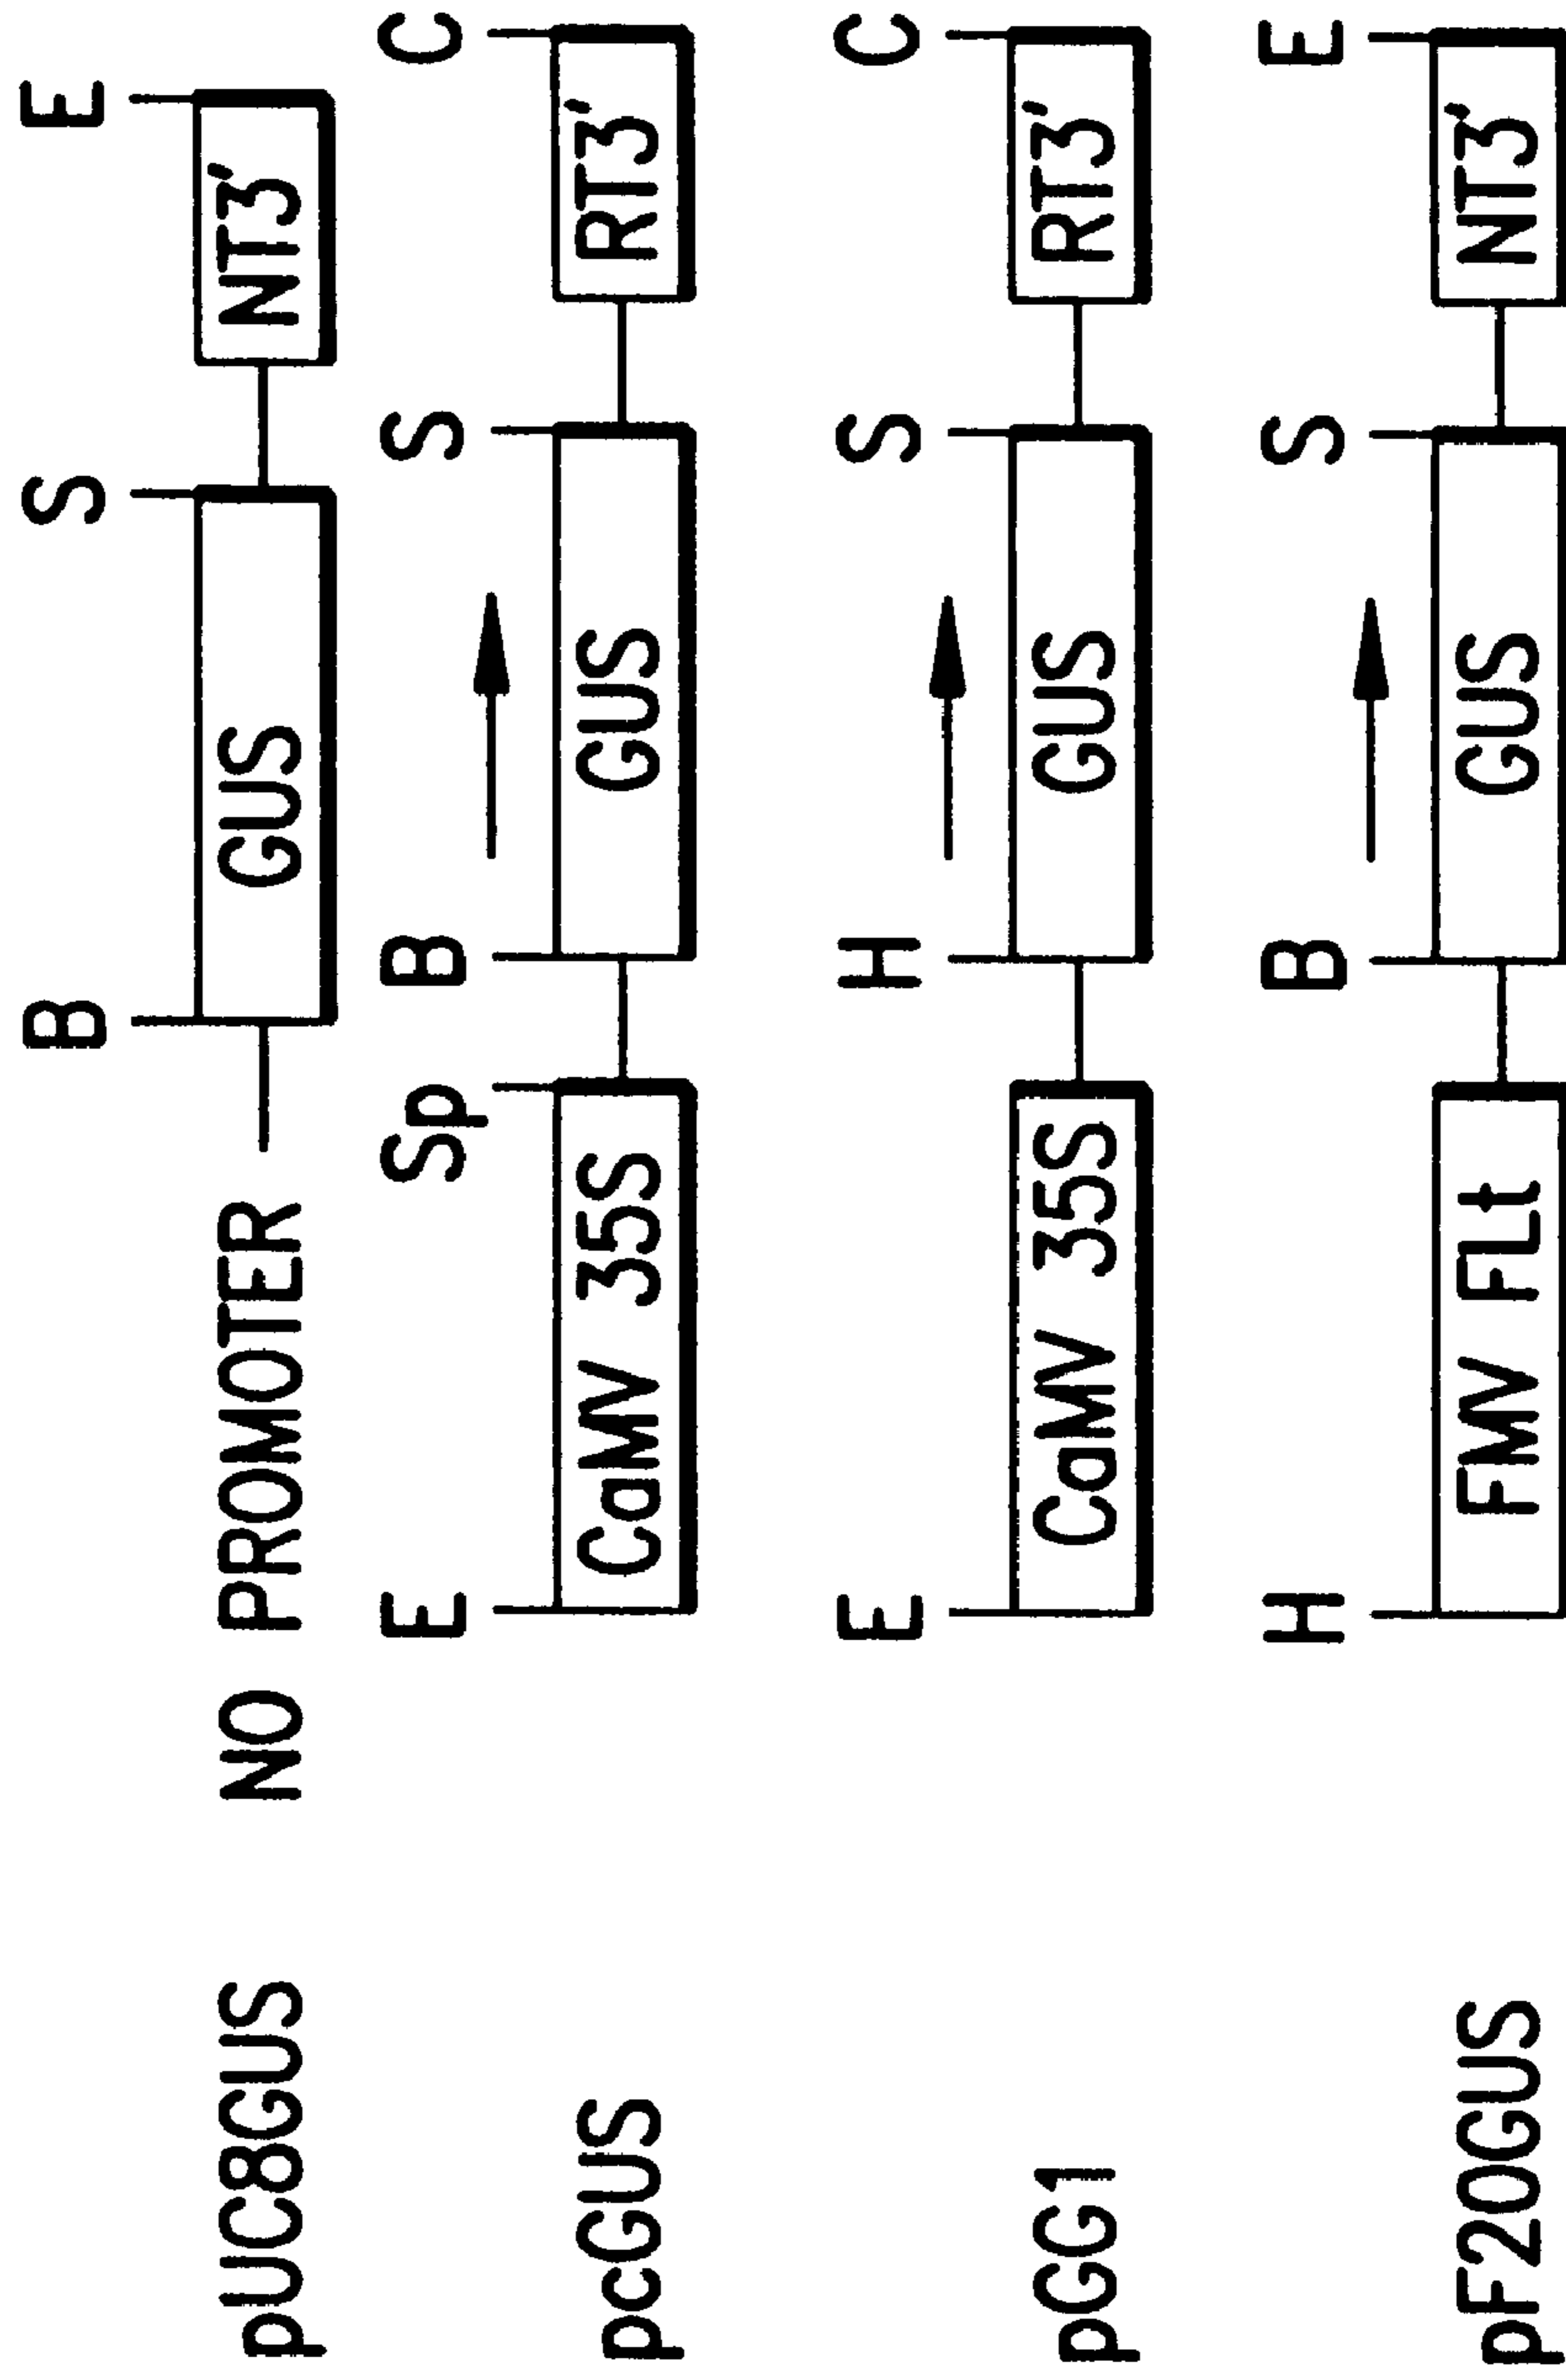 B S E
pUC8GUS NO PROMOTER GUS NT3'
E Sp B S C
pcGUS CaMV 35S GUS RT3'
E H S C
pGG1 CaMV 35S GUS RT3'
H B S E
pF20GUS FMV FLt GUS NT3'